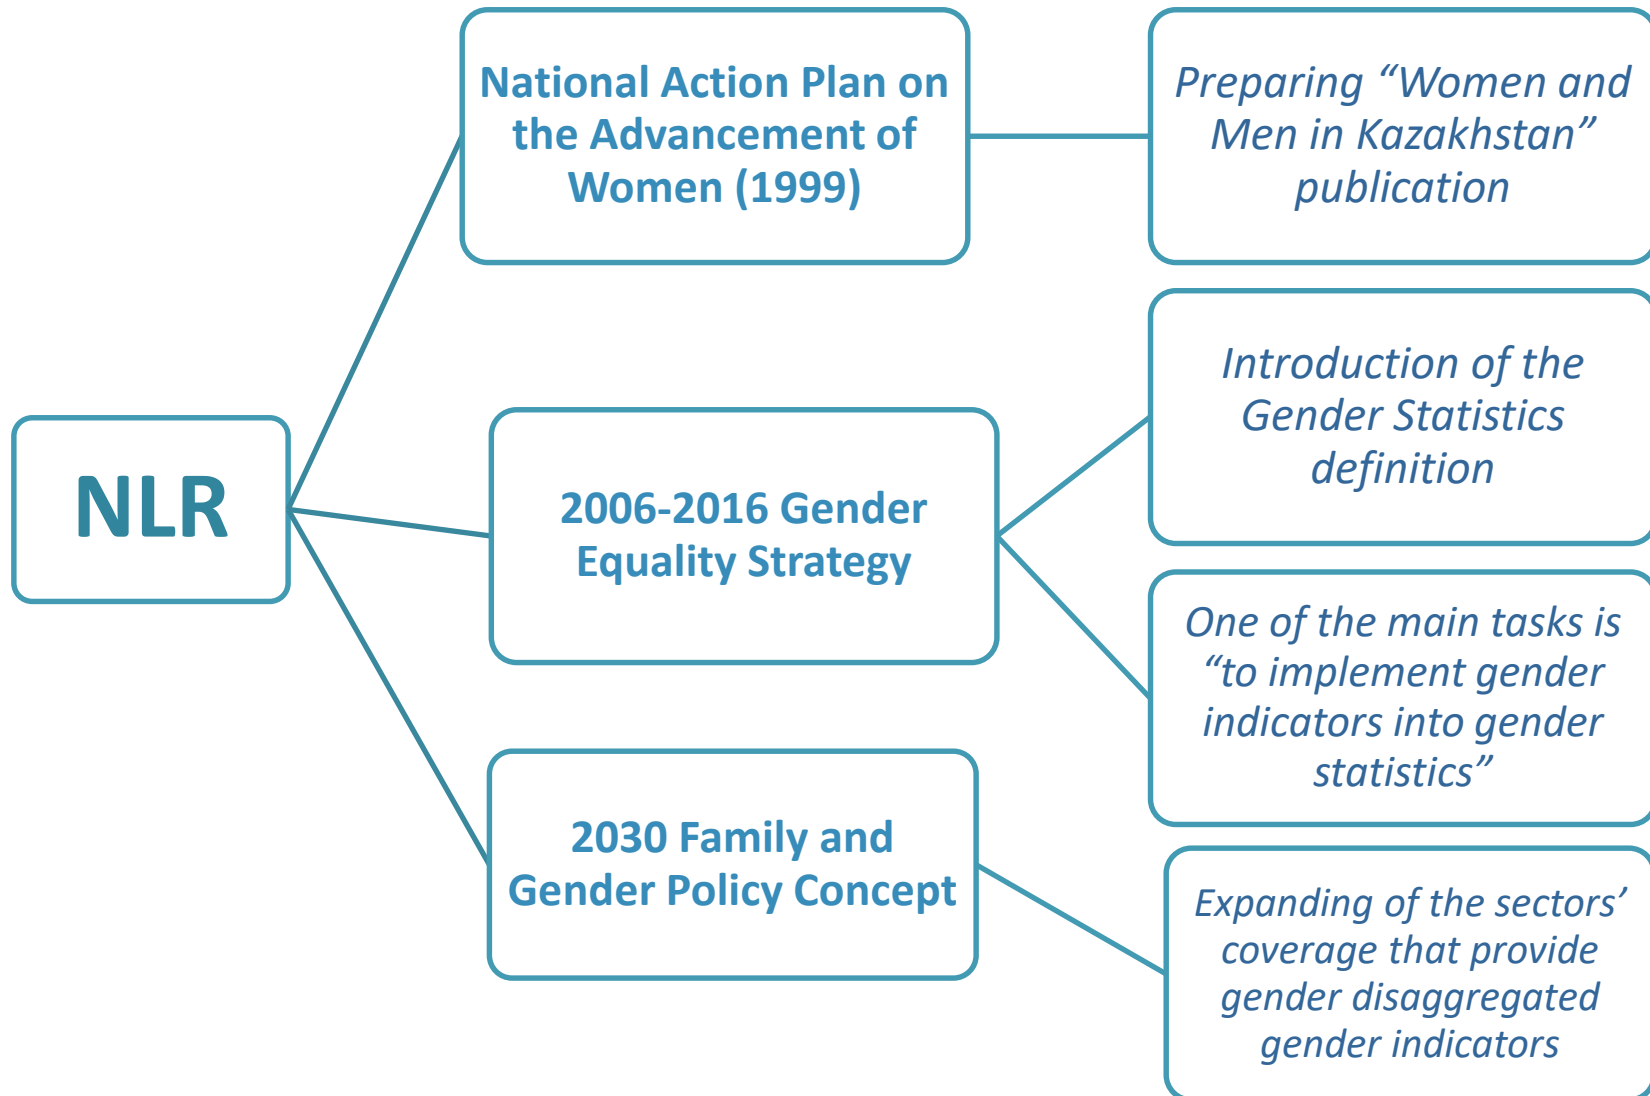 NLR
National Action Plan on
the Advancement of
Women (1999)
Preparing “Women and
Men in Kazakhstan”
publication
2006-2016 Gender
Equality Strategy
Introduction of the
Gender Statistics
definition
One of the main tasks is
“to implement gender
indicators into gender
statistics”
2030 Family and
Gender Policy Concept
Expanding of the sectors’
coverage that provide
gender disaggregated
gender indicators